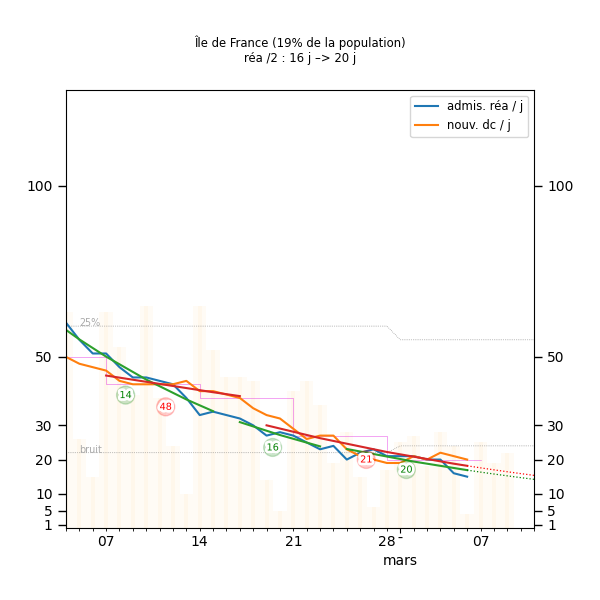 Île de France (19% de la population)
réa /2 : 16 j –> 20 j
admis. réa / j
nouv. dc / j
100 100
25%
50 50
14
48
30 30
bruit
16
21
20
20 20
10 10
5 5
1 1
07 14 21 28 07
mars